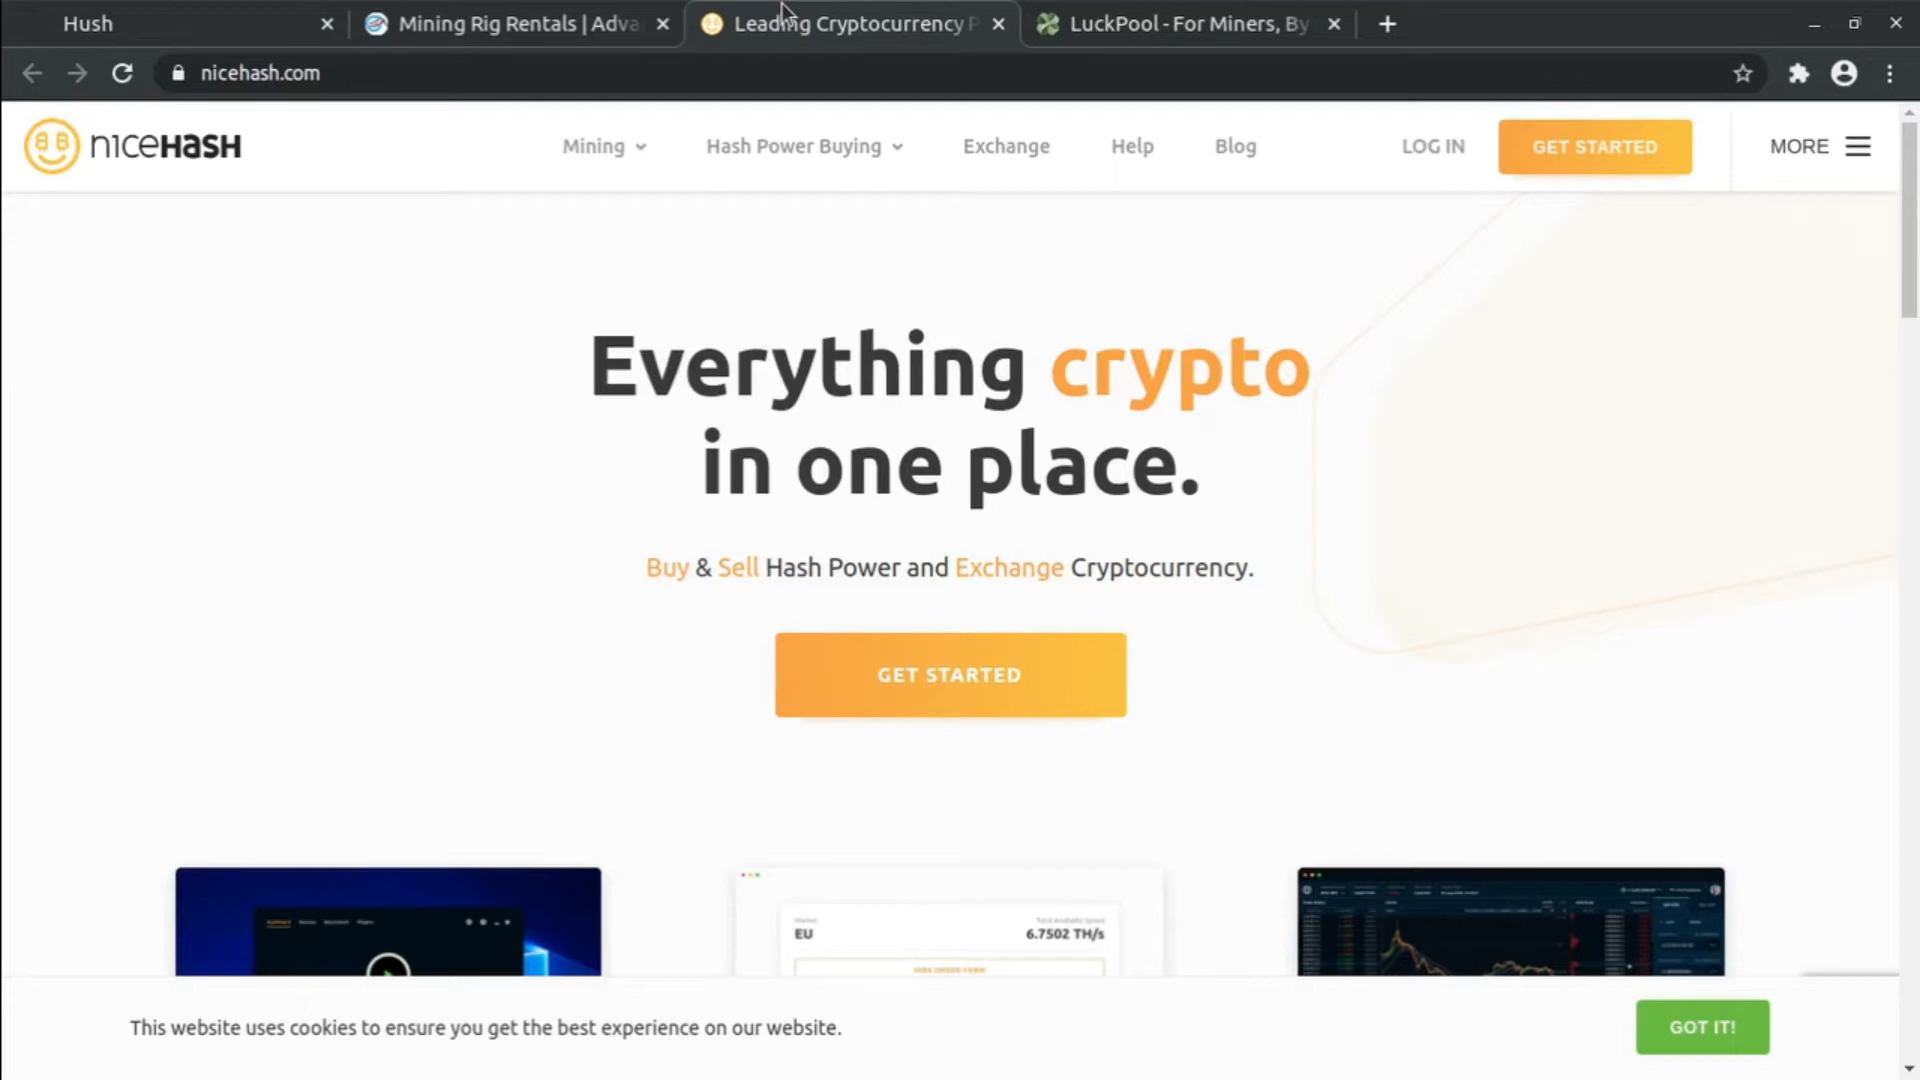 Hush
Mining Rig Rentals | Adva
Leading Cryptocurrency P
LuckPool - For Miners, By
nicehash.com
nıceHASH
Mining
Hash Power Buying
Exchange
Help
Blog
LOG IN
GET STARTED
MORE
Everything crypto
in one place.
Buy & Sell Hash Power and Exchange Cryptocurrency.
GET STARTED
EU
6.7502 TH/s
This website uses cookies to ensure you get the best experience on our website.
GOT IT!